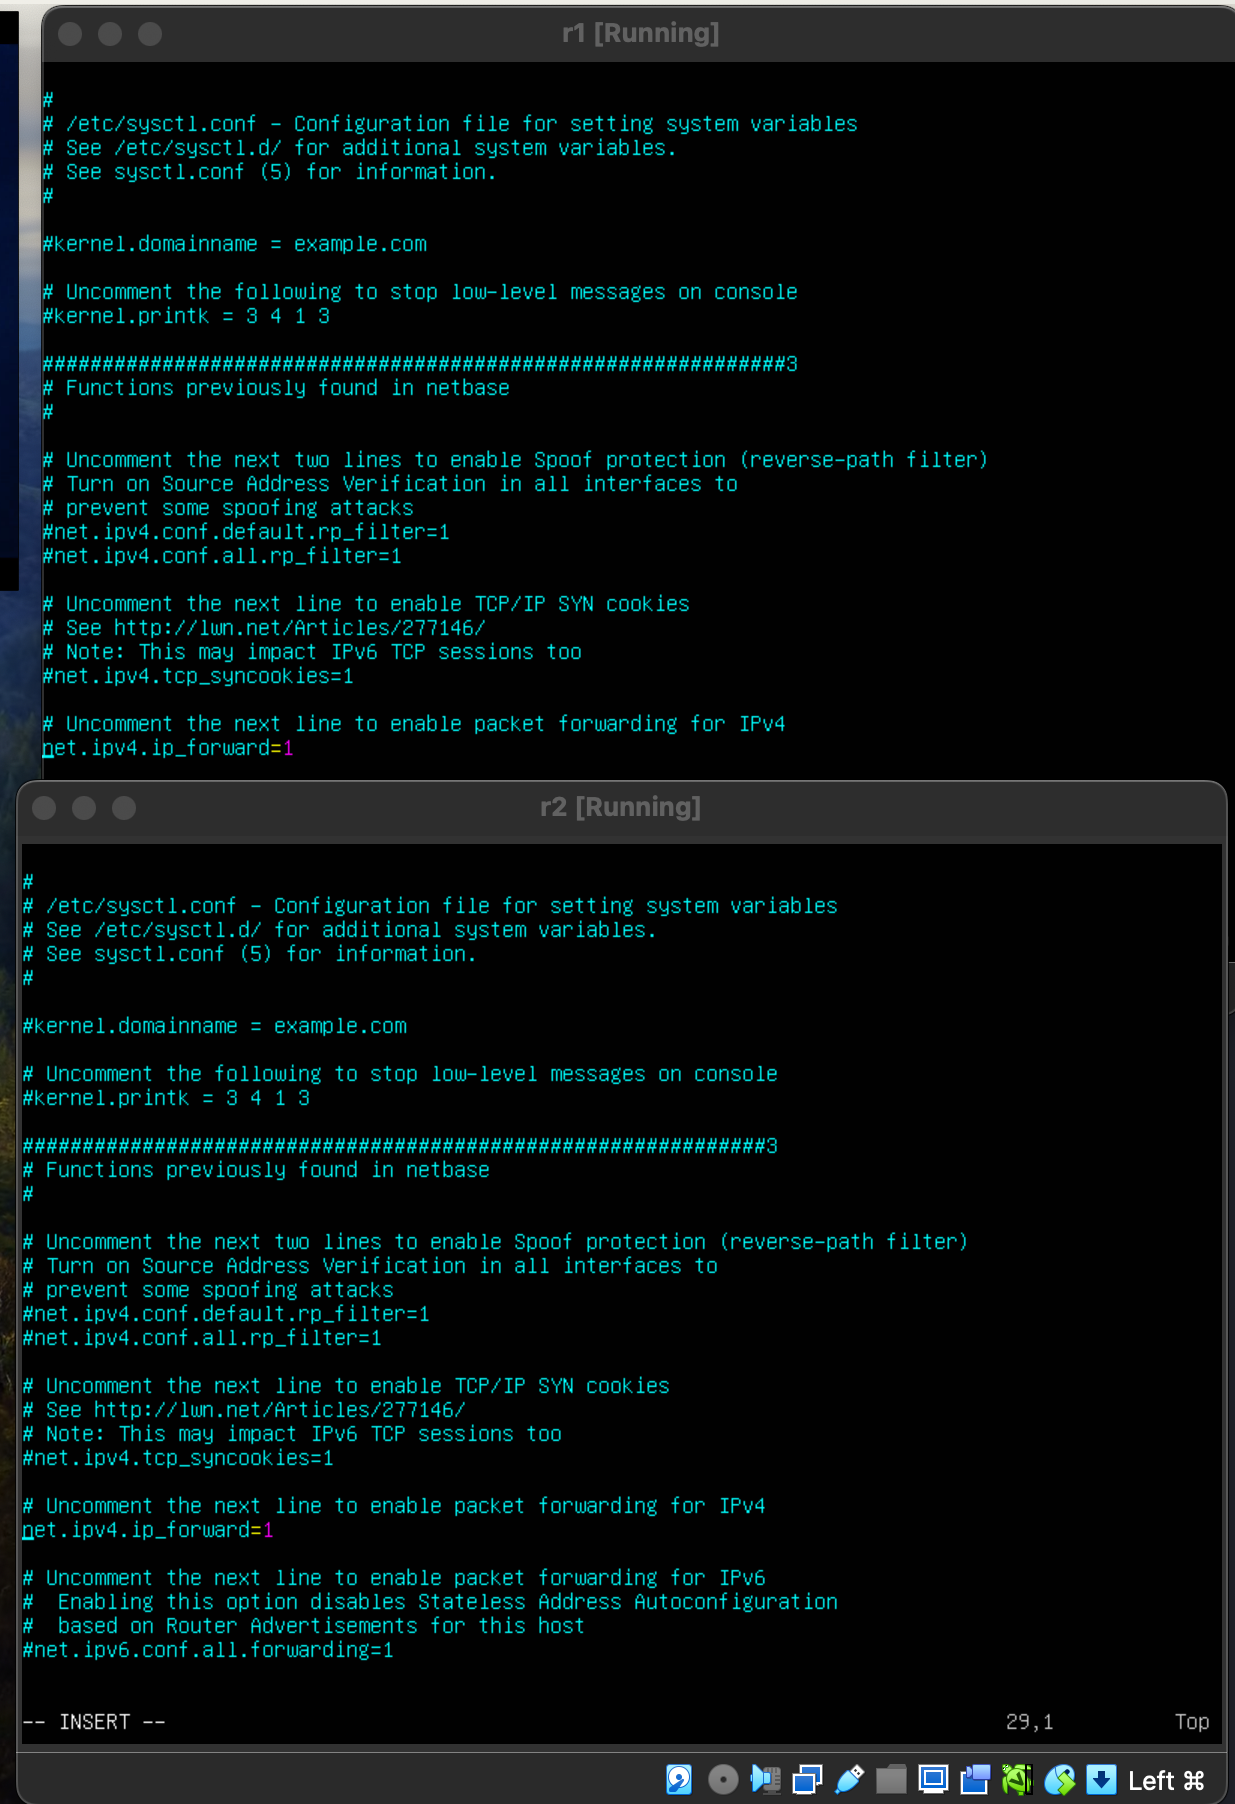 r1 [Running]
#
# /etc/sysctl.conf - Configuration file for setting system variables
# See /etc/sysctl.d/ for additional system variables.
# See sysctl.conf (5) for information.
#
#kernel.domainname = example.com
# Uncomment the following to stop low-level messages on console
#kernel.printk = 3 4 1 3
##############################################################3
# Functions previously found in netbase
#
# Uncomment the next two lines to enable Spoof protection (reverse-path filter)
# Turn on Source Address Verification in all interfaces to
# prevent some spoofing attacks
#net.ipv4.conf.default.rp_filter=1
#net.ipv4.conf.all.rp_filter=1
# Uncomment the next line to enable TCP/IP SYN cookies
# See http://lwn.net/Articles/277146/
# Note: This may impact IPv6 TCP sessions too
#net.ipv4.tcp_syncookies=1
# Uncomment the next line to enable packet forwarding for IPv4
net.ipv4.ip_forward=1
r2 [Running]
#
# /etc/sysctl.conf - Configuration file for setting system variables
# See /etc/sysctl.d/ for additional system variables.
# See sysctl.conf (5) for information.
#
#kernel.domainname = example.com
# Uncomment the following to stop low-level messages on console
#kernel.printk = 3 4 1 3
##############################################################3
# Functions previously found in netbase
#
# Uncomment the next two lines to enable Spoof protection (reverse-path filter)
# Turn on Source Address Verification in all interfaces to
# prevent some spoofing attacks
#net.ipv4.conf.default.rp_filter=1
#net.ipv4.conf.all.rp_filter=1
# Uncomment the next line to enable TCP/IP SYN cookies
# See http://lwn.net/Articles/277146/
# Note: This may impact IPv6 TCP sessions too
#net.ipv4.tcp_syncookies=1
# Uncomment the next line to enable packet forwarding for IPv4
net.ipv4.ip_forward=1
# Uncomment the next line to enable packet forwarding for IPv6
#  Enabling this option disables Stateless Address Autoconfiguration
#  based on Router Advertisements for this host
#net.ipv6.conf.all.forwarding=1
-- INSERT -- 29,1 Top
Left ⌘